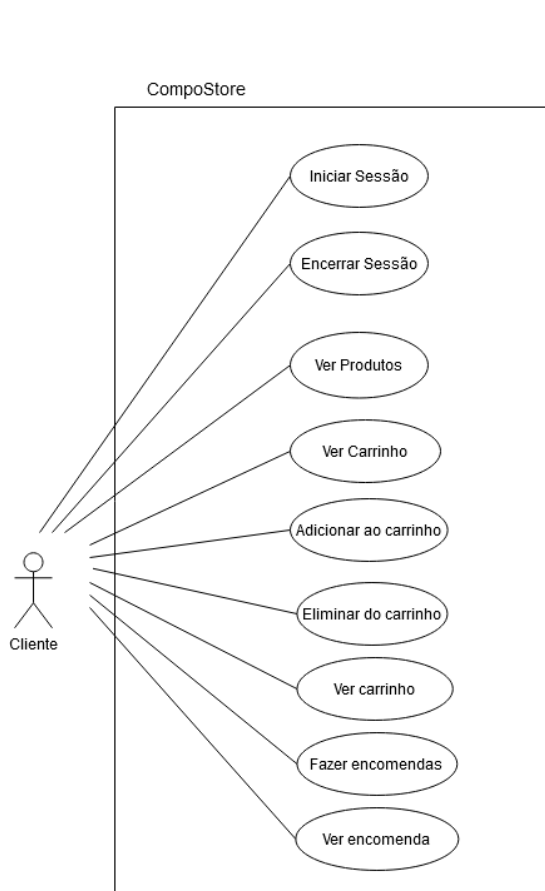 CompoStore
Iniciar Sessão
Encerrar Sessão
Ver Produtos
Ver Carrinho
Adicionar ao carrinho
Eliminar do carrinho
Cliente
Ver carrinho
Fazer encomendas
Ver encomenda